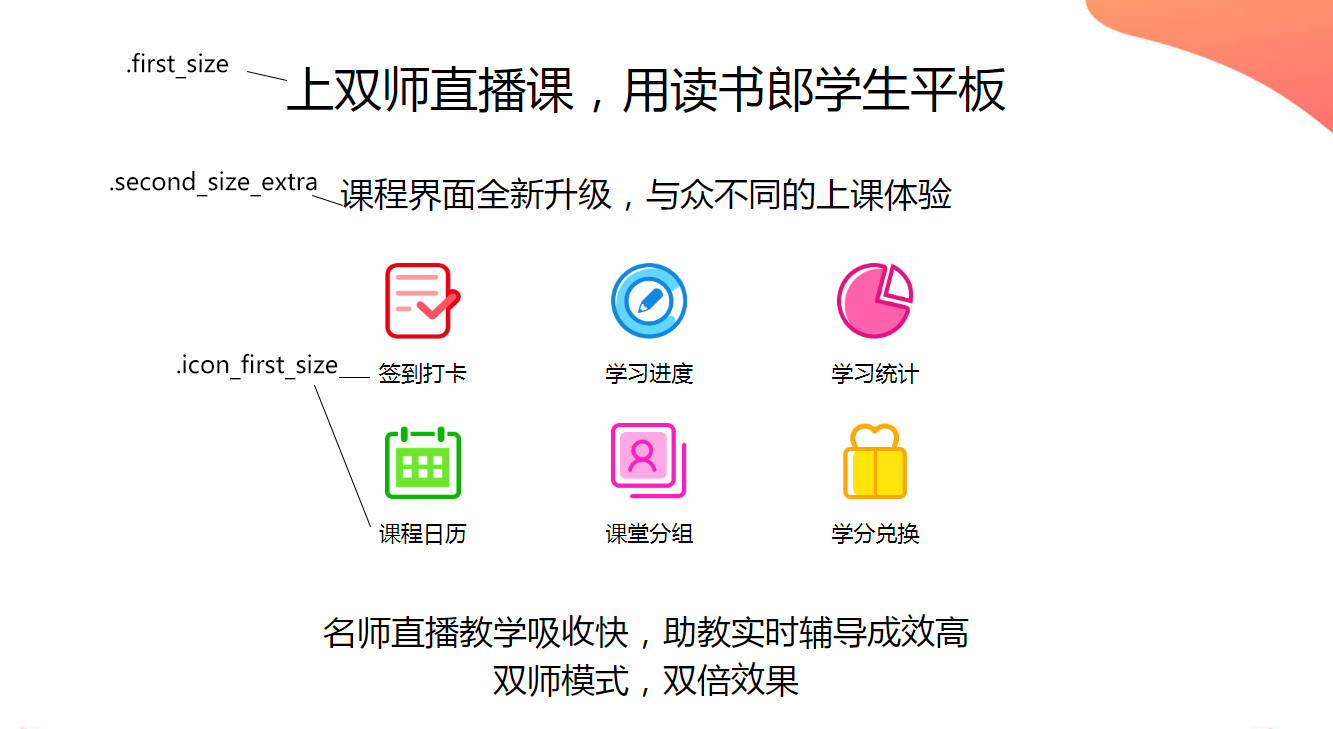 .first_size
上双师直播课，用读书郎学生平板
.second_size_extra
课程界面全新升级，与众不同的上课体验
.icon_first_size
签到打卡 学习进度 学习统计
课程日历 课堂分组 学分兑换
名师直播教学吸收快，助教实时辅导成效高
双师模式，双倍效果